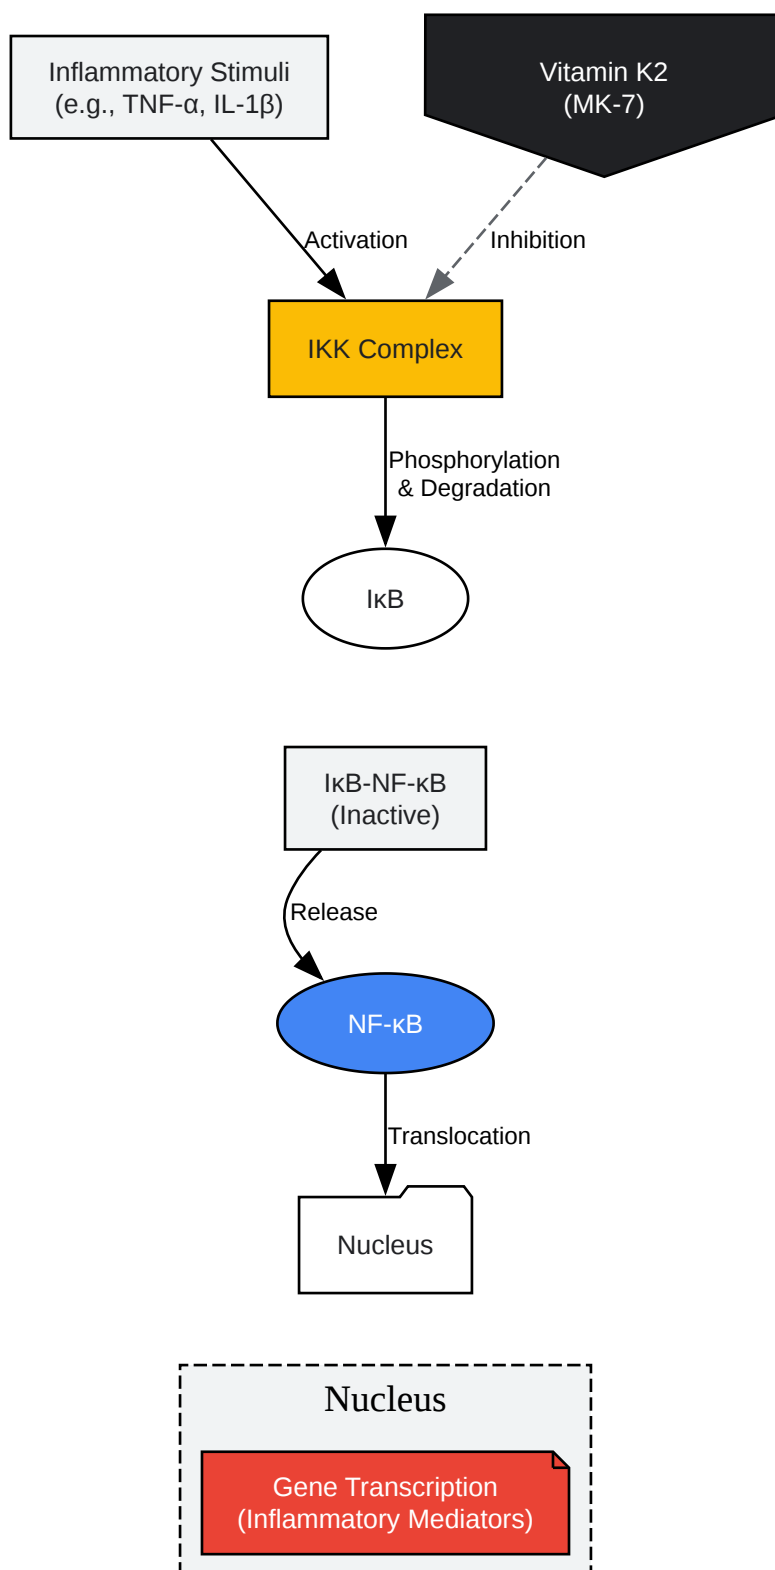 Inflammatory Stimuli
(e.g., TNF-α, IL-1β)
Vitamin K2
(MK-7)
Activation
Inhibition
IKK Complex
Phosphorylation
& Degradation
IκB
IκB-NF-κB
(Inactive)
Release
NF-κB
Translocation
Nucleus
Nucleus
Gene Transcription
(Inflammatory Mediators)